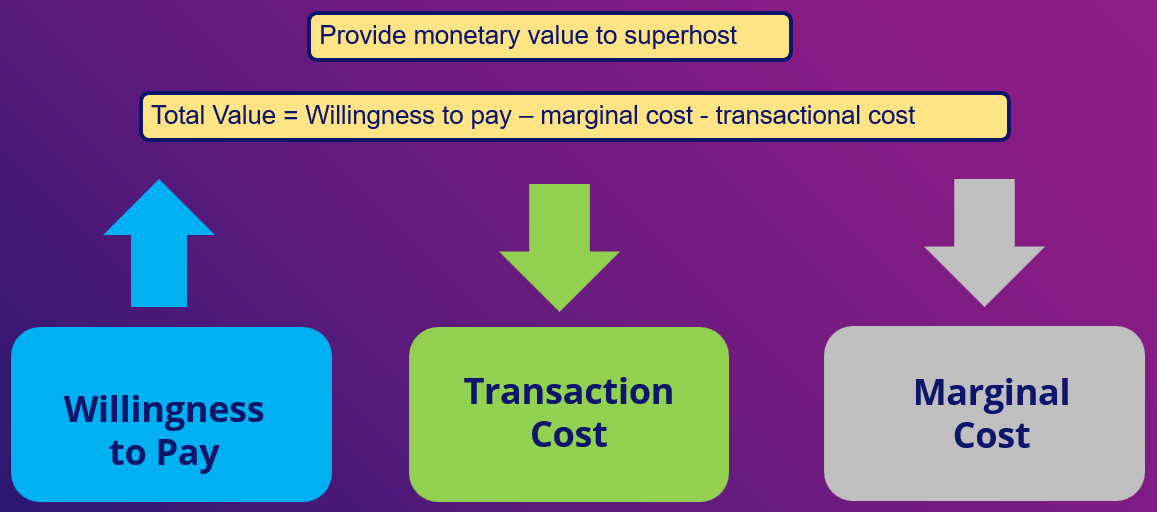 Provide monetary value to superhost
Total Value = Willingness to pay – marginal cost - transactional cost
Willingness
to Pay
Transaction
Cost
Marginal
Cost